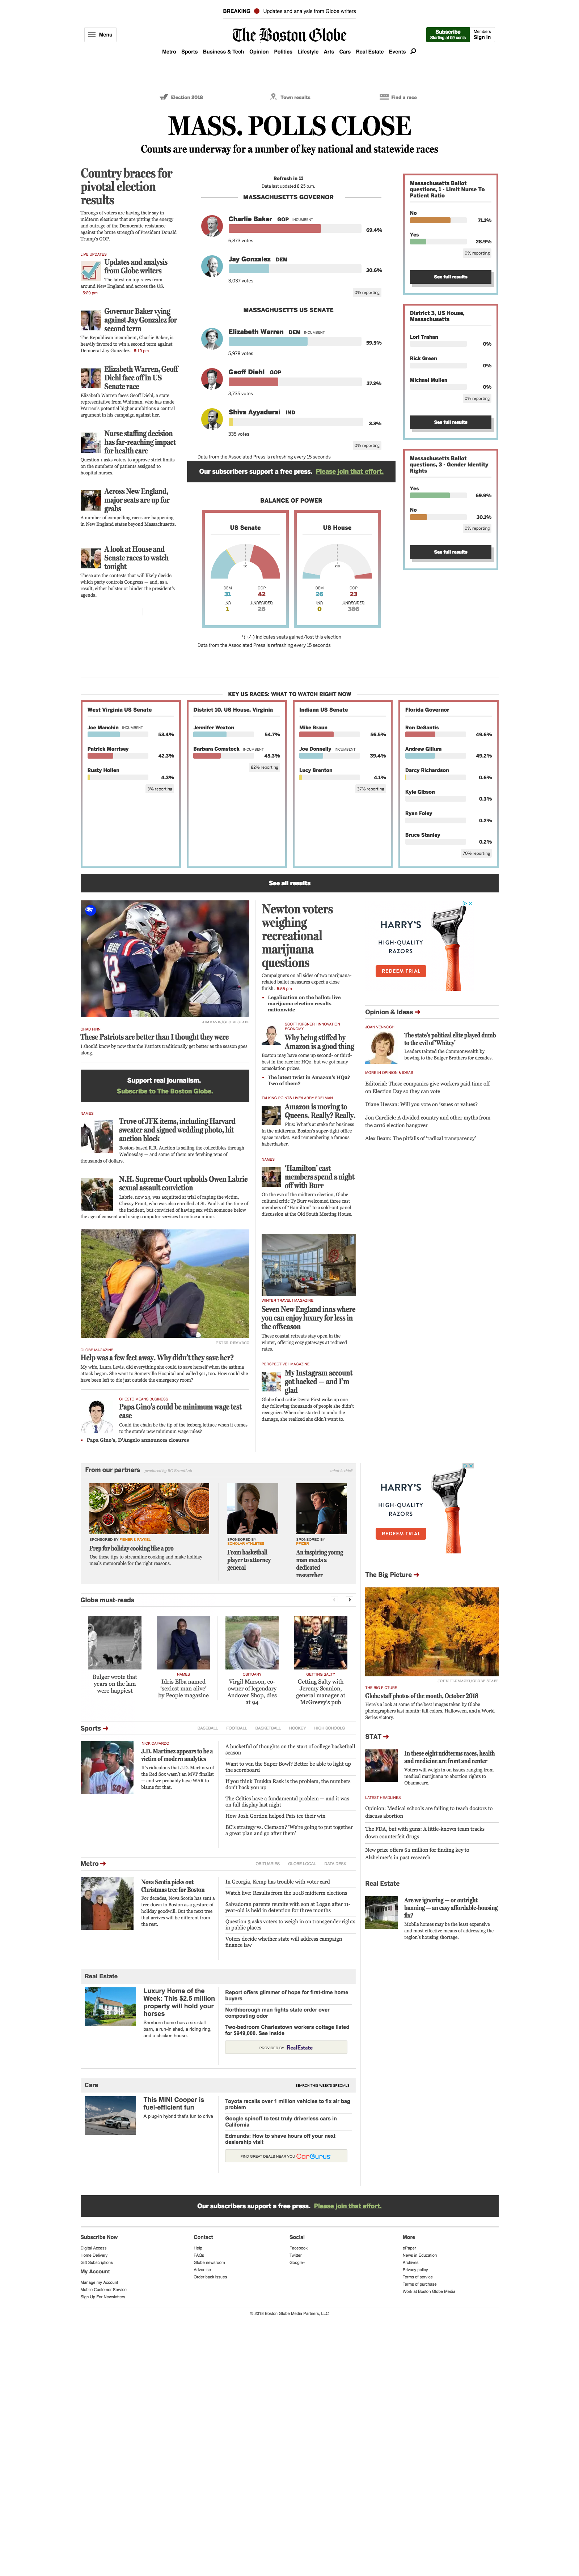 BREAKING Updates and analysis from Globe writers
Menu
The Boston Globe
Subscribe
Starting at 99 cents
Members
Sign In
Metro Sports Business & Tech Opinion Politics Lifestyle Arts Cars Real Estate Events
Election 2018 Town results Find a race
MASS. POLLS CLOSE
Counts are underway for a number of key national and statewide races
Country braces for
pivotal election
results
Throngs of voters are having their say in
midterm elections that are pitting the energy
and outrage of the Democratic resistance
against the brute strength of President Donald
Trump's GOP.
LIVE UPDATES
Updates and analysis
from Globe writers
The latest on top races from
around New England and across the US.
Governor Baker vying
against Jay Gonzalez for
second term
The Republican incumbent, Charlie Baker, is
heavily favored to win a second term against
Democrat Jay Gonzalez. 8:19 pm
Elizabeth Warren, Geoff
Diehl face off in US
Senate race
Elizabeth Warren faces Geoff Diehl, a state
representative from Whitman, who has made
Warren's potential higher ambitions a central
argument in his campaign against her.
Nurse staffing decision
has far-reaching impact
for health care
Question 1 asks voters to approve strict limits
on the numbers of patients assigned to
hospital nurses.
Across New England,
major seats are up for
grabs
A number of compelling races are happening
in New England states beyond Massachusetts.
A look at House and
Senate races to watch
tonight
These are the contests that will likely decide
which party controls Congress — and, as a
result, either bolster or hinder the president's
agenda.
Refresh in 11
Data last updated 8:25 p.m.
MASSACHUSETTS GOVERNOR
Charlie Baker GOP INCUMBENT
69.4%
6,873 votes
Jay Gonzalez DEM
30.6%
3,037 votes
0% reporting
MASSACHUSETTS US SENATE
Elizabeth Warren DEM INCUMBENT
59.5%
5,978 votes
Geoff Diehl GOP
37.2%
3,735 votes
Shiva Ayyadurai IND
3.3%
335 votes
0% reporting
Data from the Associated Press is refreshing every 15 seconds
Our subscribers support a free press. Please join that effort.
BALANCE OF POWER
US Senate
DEM GOP
31 42
IND UNDECIDED
1 26
US House
DEM GOP
26 23
IND UNDECIDED
0 386
*(+/-) indicates seats gained/lost this election
Data from the Associated Press is refreshing every 15 seconds
Massachusetts Ballot
questions, 1 - Limit Nurse To
Patient Ratio
No
71.1%
Yes
28.9%
0% reporting
See full results
District 3, US House,
Massachusetts
Lori Trahan
0%
Rick Green
0%
Michael Mullen
0%
0% reporting
See full results
Massachusetts Ballot
questions, 3 - Gender Identity
Rights
Yes
69.9%
No
30.1%
0% reporting
See full results
KEY US RACES: WHAT TO WATCH RIGHT NOW
West Virginia US Senate
Joe Manchin INCUMBENT
53.4%
Patrick Morrisey
42.3%
Rusty Hollen
4.3%
3% reporting
District 10, US House, Virginia
Jennifer Wexton
54.7%
Barbara Comstock INCUMBENT
45.3%
82% reporting
Indiana US Senate
Mike Braun
56.5%
Joe Donnelly INCUMBENT
39.4%
Lucy Brenton
4.1%
37% reporting
Florida Governor
Ron DeSantis
49.6%
Andrew Gillum
49.2%
Darcy Richardson
0.6%
Kyle Gibson
0.3%
Ryan Foley
0.2%
Bruce Stanley
0.2%
70% reporting
See all results
CHAD FINN
These Patriots are better than I thought they were
I should know by now that the Patriots traditionally get better as the season goes
along.
Support real journalism.
Subscribe to The Boston Globe.
NAMES
Trove of JFK items, including Harvard
sweater and signed wedding photo, hit
auction block
Boston-based R.R. Auction is selling the collectibles through
Wednesday — and some of them are fetching tens of
thousands of dollars.
N.H. Supreme Court upholds Owen Labrie
sexual assault conviction
Labrie, now 23, was acquitted at trial of raping the victim,
Chessy Prout, who was also enrolled at St. Paul's at the time of
the incident, but convicted of having sex with someone below
the age of consent and using computer services to entice a minor.
GLOBE MAGAZINE
Help was a few feet away. Why didn't they save her?
My wife, Laura Levis, did everything she could to save herself when the asthma
attack began. She went to Somerville Hospital and called 911, too. How could she
have been left to die just outside the emergency room?
CHESTO MEANS BUSINESS
Papa Gino's could be minimum wage test
case
Could the chain be the tip of the iceberg lettuce when it comes
to the state's new minimum wage rules?
Papa Gino's, D'Angelo announces closures
Newton voters
weighing
recreational
marijuana
questions
Campaigners on all sides of two marijuana-
related ballot measures expect a close
finish. 5:55 pm
Legalization on the ballot: live
marijuana election results
nationwide
SCOTT KIRSNER | INNOVATION
ECONOMY
Why being stiffed by
Amazon is a good thing
Boston may have come up second- or third-
best in the race for HQ2, but we got many
consolation prizes.
The latest twist in Amazon's HQ2?
Two of them?
Amazon is moving to
Queens. Really? Really.
Plus: What's at stake for business
in the midterms. Boston's super-tight office
space market. And remembering a famous
haberdasher.
NAMES
'Hamilton' cast
members spend a night
off with Burr
On the eve of the midterm election, Globe
cultural critic Ty Burr welcomed three cast
members of "Hamilton" to a sold-out panel
discussion at the Old South Meeting House.
WINTER TRAVEL | MAGAZINE
Seven New England inns where
you can enjoy luxury for less in
the offseason
These coastal retreats stay open in the
winter, offering cozy getaways at reduced
rates.
PERSPECTIVE | MAGAZINE
My Instagram account
got hacked — and I'm
glad
Globe food critic Devra First woke up one
day following thousands of people she didn't
recognize. When she started to undo the
damage, she realized she didn't want to.
HARRY'S
HIGH-QUALITY
RAZORS
REDEEM TRIAL
Opinion & Ideas
JOAN VENNOCHI
The state's political elite played dumb
to the evil of 'Whitey'
Leaders tainted the Commonwealth by
bowing to the Bulger brothers for decades.
MORE IN OPINION & IDEAS
Editorial: These companies give workers paid time off
on Election Day so they can vote
Diane Hessan: Will you vote on issues or values?
Jon Garelick: A divided country and other myths from
the 2016 election hangover
Alex Beam: The pitfalls of 'radical transparency'
From our partners
what is this?
SPONSORED BY
Prep for holiday cooking like a pro
Use these tips to streamline cooking and make holiday
meals memorable for the right reasons.
SPONSORED BY
SCHOLAR ATHLETES
From basketball
player to attorney
general
SPONSORED BY
PFIZER
An inspiring young
man meets a
dedicated
researcher
HARRY'S
HIGH-QUALITY
RAZORS
REDEEM TRIAL
Globe must-reads
Bulger wrote that
years on the lam
were happiest
NAMES
Idris Elba named
'sexiest man alive'
by People magazine
OBITUARY
Virgil Marson, co-
owner of legendary
Andover Shop, dies
at 94
GETTING SALTY
Getting Salty with
Jeremy Scanlon,
general manager at
McGreevy's pub
The Big Picture
THE BIG PICTURE
Globe staff photos of the month, October 2018
Here's a look at some of the best images taken by Globe
photographers last month: fall colors, Halloween, and a World
Series victory.
Sports
BASEBALL FOOTBALL BASKETBALL HOCKEY HIGH SCHOOLS
NICK CAFARDO
J.D. Martinez appears to be a
victim of modern analytics
It's ridiculous that J.D. Martinez of
the Red Sox wasn't an MVP finalist
— and we probably have WAR to
blame for that.
A bucketful of thoughts on the start of college basketball
season
Want to win the Super Bowl? Better be able to light up
the scoreboard
If you think Tuukka Rask is the problem, the numbers
don't back you up
The Celtics have a fundamental problem — and it was
on full display last night
How Josh Gordon helped Pats ice their win
BC's strategy vs. Clemson? 'We're going to put together
a great plan and go after them'
STAT
In these eight midterms races, health
and medicine are front and center
Voters will weigh in on issues ranging from
medical marijuana to abortion rights to
Obamacare.
LATEST HEADLINES
Opinion: Medical schools are failing to teach doctors to
discuss abortion
The FDA, but with guns: A little-known team tracks
down counterfeit drugs
New prize offers $2 million for finding key to
Alzheimer's in past research
Metro
OBITUARIES GLOBE LOCAL DATA DESK
Nova Scotia picks out
Christmas tree for Boston
For decades, Nova Scotia has sent a
tree down to Boston as a gesture of
holiday goodwill. But the next tree
that arrives will be different from
the rest.
In Georgia, Kemp has trouble with voter card
Watch live: Results from the 2018 midterm elections
Salvadoran parents reunite with son at Logan after 11-
year-old is held in detention for three months
Question 3 asks voters to weigh in on transgender rights
in public places
Voters decide whether state will address campaign
finance law
Real Estate
Are we ignoring — or outright
banning — an easy affordable-housing
fix?
Mobile homes may be the least expensive
and most effective means of addressing the
region's housing shortage.
Real Estate
Luxury Home of the
Week: This $2.5 million
property will hold your
horses
Sherborn home has a six-stall
barn, a run-in shed, a riding ring,
and a chicken house.
Report offers glimmer of hope for first-time home
buyers
Northborough man fights state order over
composting odor
Two-bedroom Charlestown workers cottage listed
for $949,000. See inside
PROVIDED BY RealEstate
Cars
SEARCH THIS WEEK'S SPECIALS
This MINI Cooper is
fuel-efficient fun
A plug-in hybrid that's fun to drive
Toyota recalls over 1 million vehicles to fix air bag
problem
Google spinoff to test truly driverless cars in
California
Edmunds: How to shave hours off your next
dealership visit
FIND GREAT DEALS NEAR YOU CarGurus
Our subscribers support a free press. Please join that effort.
Subscribe Now
Digital Access
Home Delivery
Gift Subscriptions
My Account
Manage my Account
Mobile Customer Service
Sign Up For Newsletters
Contact
Help
FAQs
Globe newsroom
Advertise
Order back issues
Social
Facebook
Twitter
Google+
More
ePaper
News in Education
Archives
Privacy policy
Terms of service
Terms of purchase
Work at Boston Globe Media
© 2018 Boston Globe Media Partners, LLC